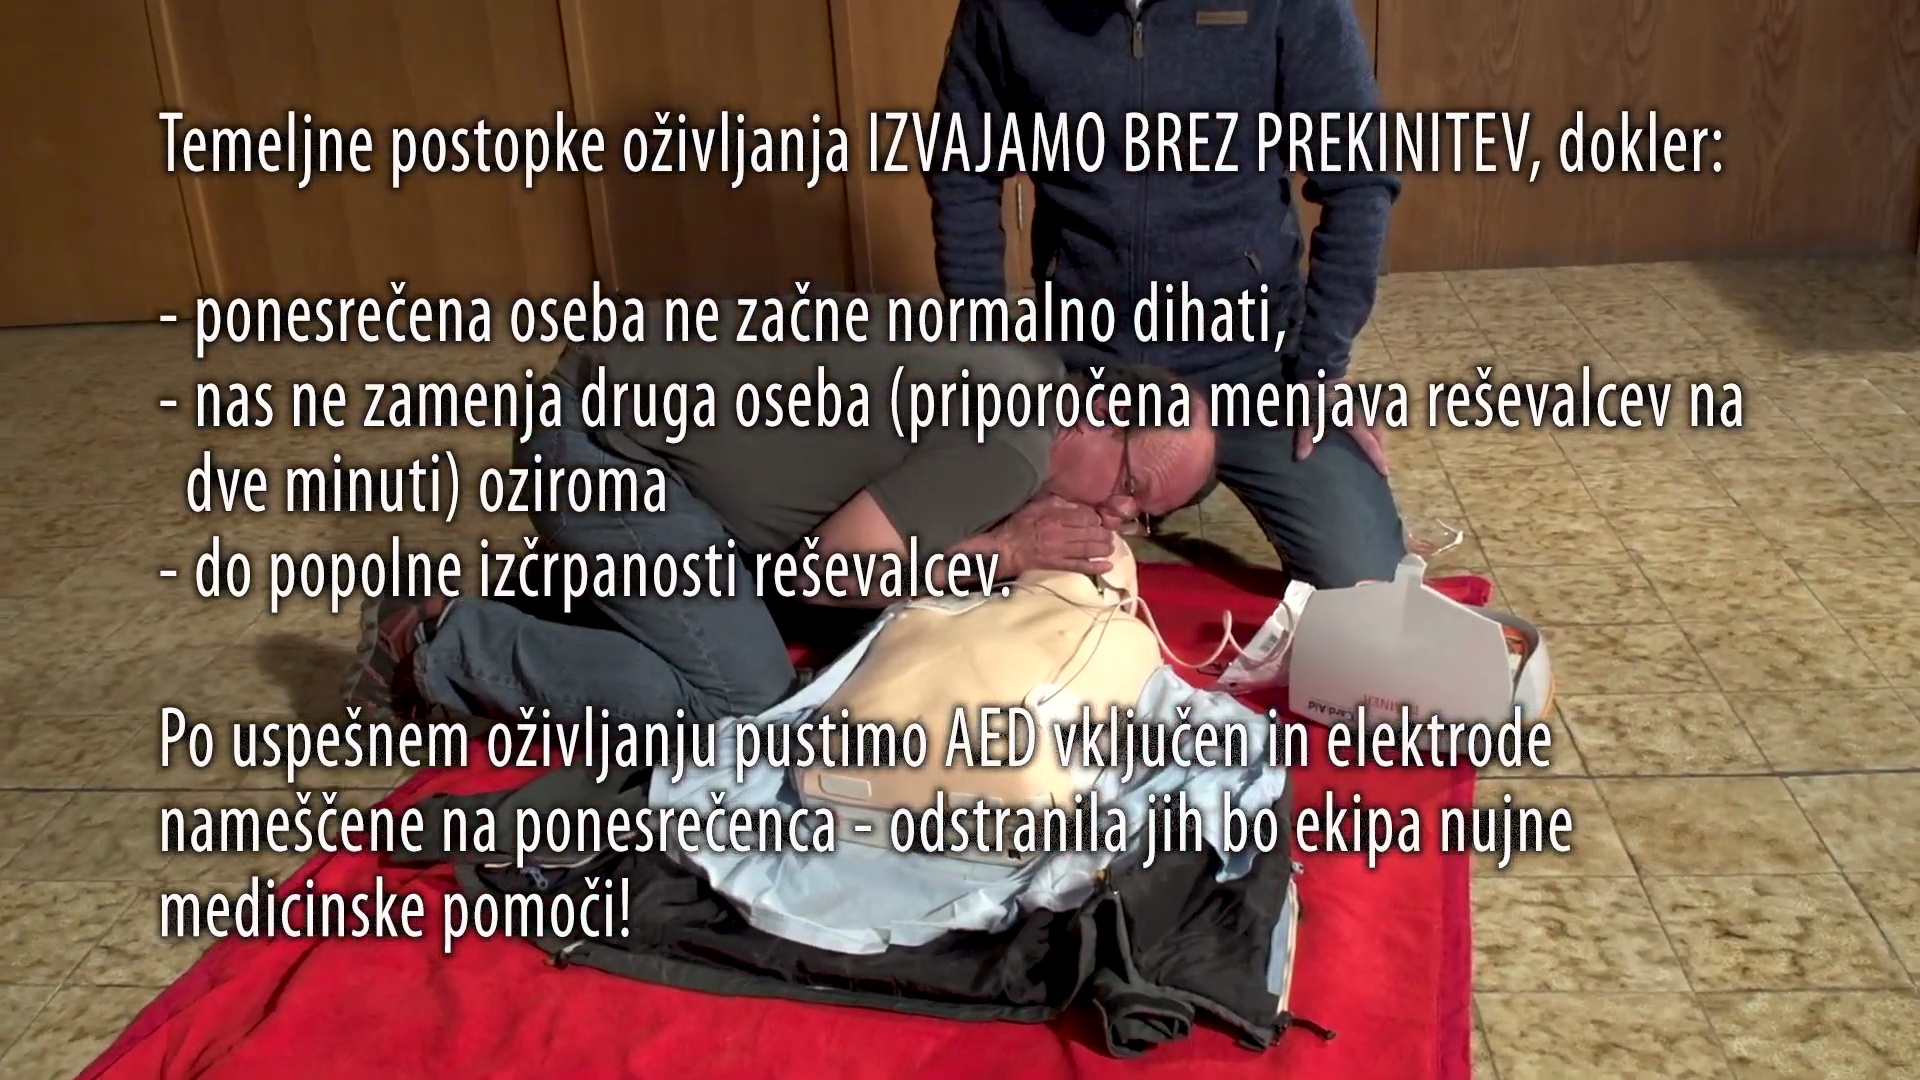 Temeljne postopke oživljanja IZVAJAMO BREZ PREKINITEV, dokler:
- ponesrečena oseba ne začne normalno dihati,
- nas ne zamenja druga oseba (priporočena menjava reševalcev na
dve minuti) oziroma
- do popolne izčrpanosti reševalcev.
Po uspešnem oživljanju pustimo AED vključen in elektrode
nameščene na ponesrečenca - odstranila jih bo ekipa nujne
medicinske pomoči!
TRAINER
CardiAid